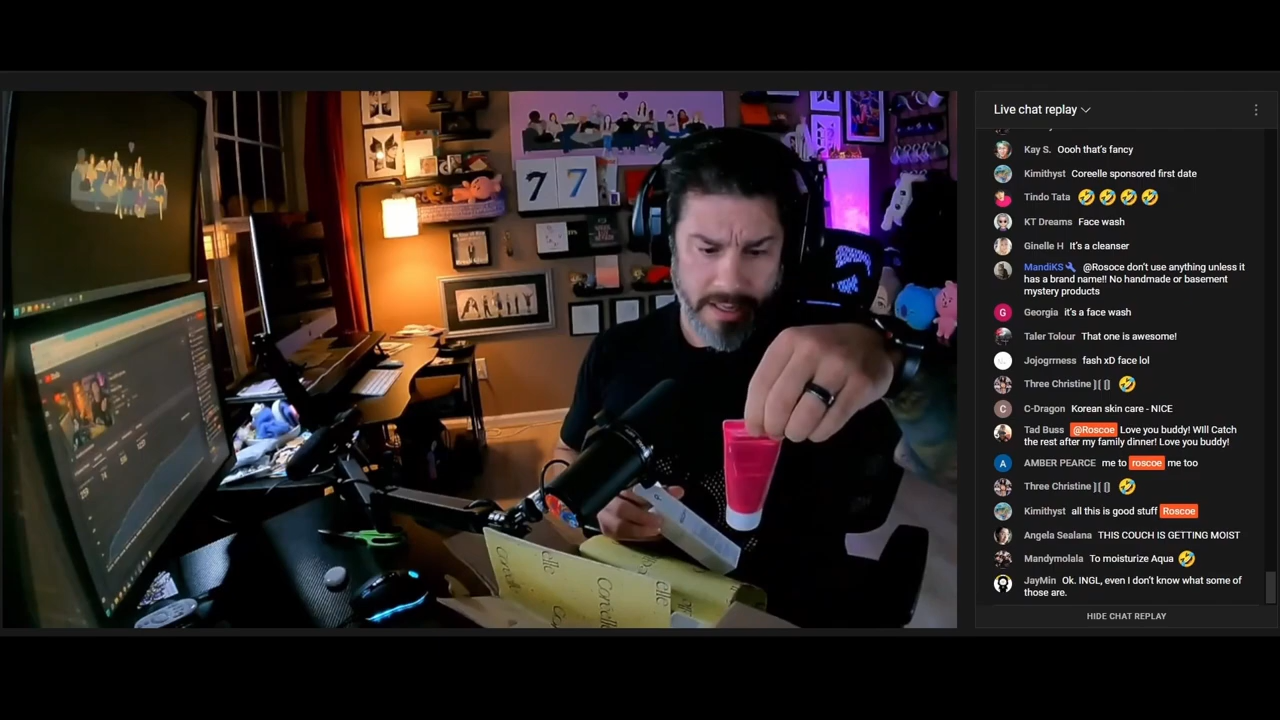 Live chat replay
Kay S. Oooh that's fancy
Kimithyst Coreelle sponsored first date
Tindo Tata 🤣 🤣 🤣 🤣
KT Dreams Face wash
Ginelle H It's a cleanser
MandiKS @Rosoce don't use anything unless it
has a brand name!! No handmade or basement
mystery products
G
Georgia it's a face wash
Taler Tolour That one is awesome!
Jojogrrness fash xD face lol
Three Christine ]![ []] 🤣
C
C-Dragon Korean skin care - NICE
Tad Buss @Roscoe Love you buddy! WIll Catch
the rest after my family dinner! Love you buddy!
A
AMBER PEARCE me to roscoe me too
Three Christine ]![ []] 🤣
Kimithyst all this is good stuff Roscoe
Angela Sealana THIS COUCH IS GETTING MOIST
Mandymolala To moisturize Aqua 🤣
JayMin Ok. INGL, even I don't know what some of
those are.
HIDE CHAT REPLAY
7 7